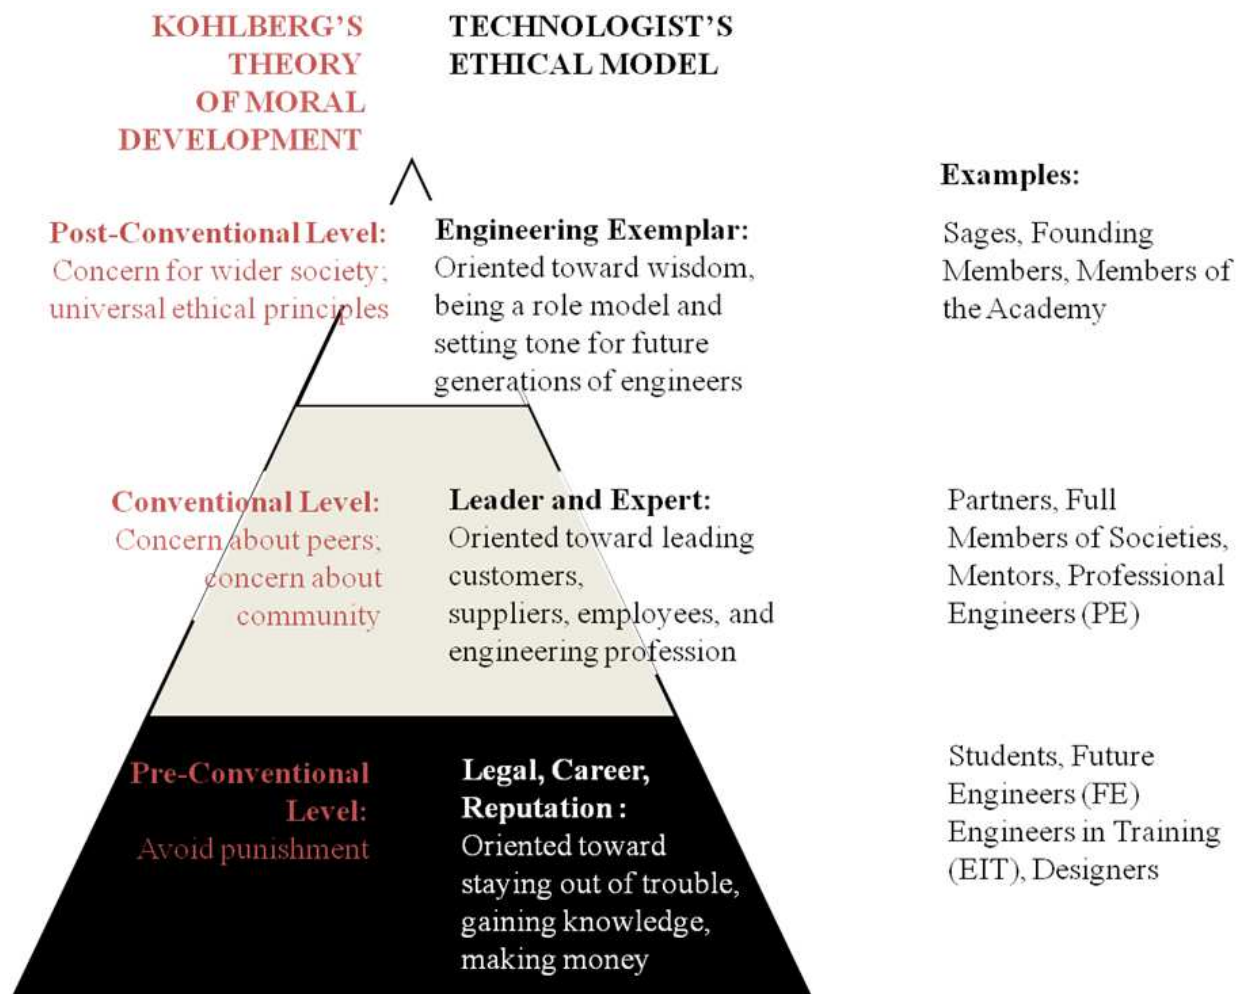 KOHLBERG'S
THEORY
OF MORAL
DEVELOPMENT
TECHNOLOGIST'S
ETHICAL MODEL
Examples:
Post-Conventional Level:
Concern for wider society;
universal ethical principles
Engineering Exemplar:
Oriented toward wisdom,
being a role model and
setting tone for future
generations of engineers
Sages, Founding
Members, Members of
the Academy
Conventional Level:
Concern about peers;
concern about
community
Leader and Expert:
Oriented toward leading
customers,
suppliers, employees, and
engineering profession
Partners, Full
Members of Societies,
Mentors, Professional
Engineers (PE)
Pre-Conventional
Level:
Avoid punishment
Legal, Career,
Reputation :
Oriented toward
staying out of trouble,
gaining knowledge,
making money
Students, Future
Engineers (FE)
Engineers in Training
(EIT), Designers